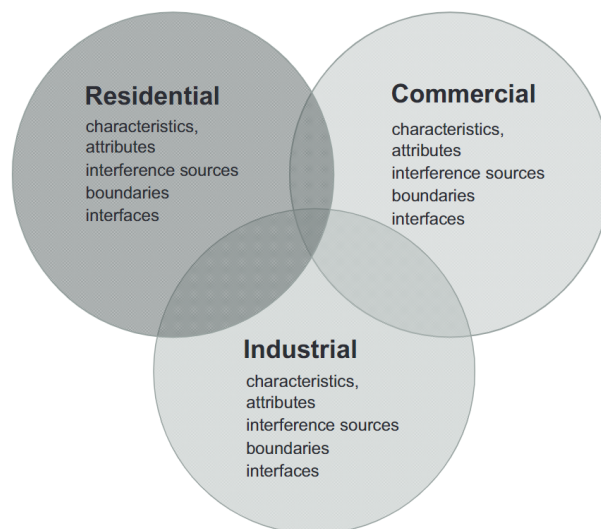 Residential
characteristics,
attributes
interference sources
boundaries
interfaces
Commercial
characteristics,
attributes
interference sources
boundaries
interfaces
Industrial
characteristics,
attributes
interference sources
boundaries
interfaces